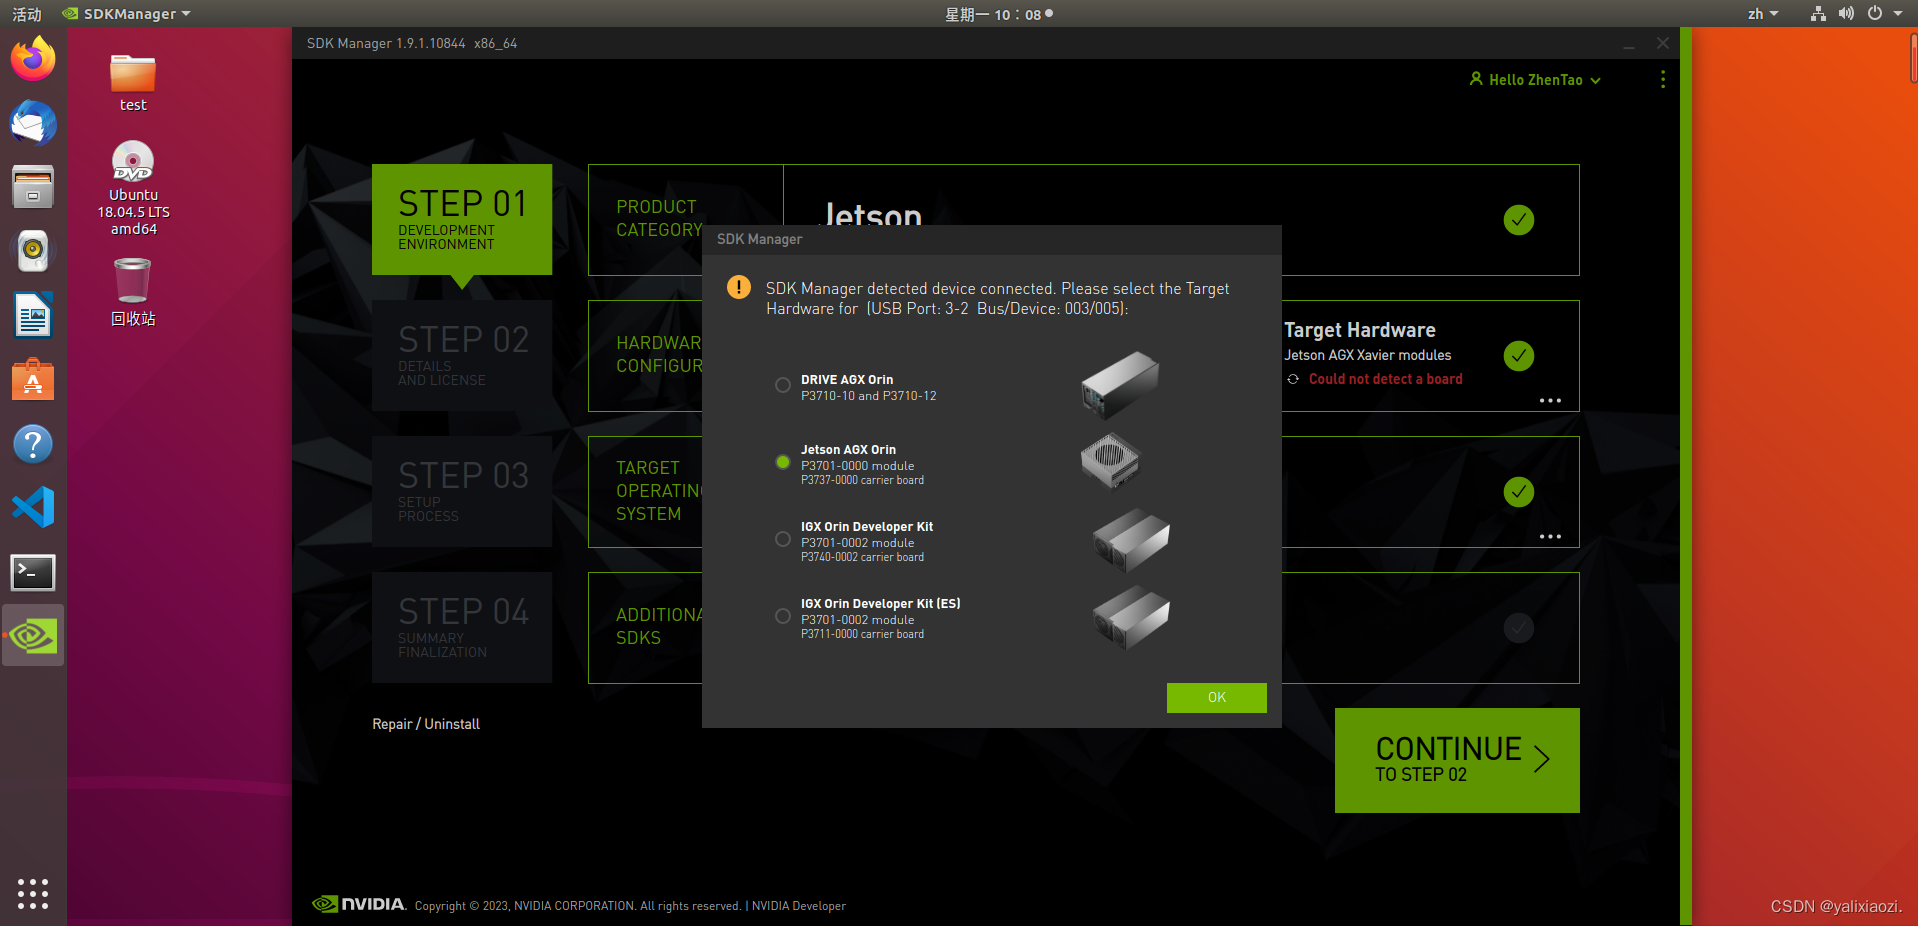 活动
SDKManager
星期一 10：08
zh
test
Ubuntu
18.04.5 LTS
amd64
回收站
SDK Manager 1.9.1.10844 x86_64
Hello ZhenTao
STEP 01
DEVELOPMENT
ENVIRONMENT
PRODUCT
CATEGORY
Jetson
STEP 02
DETAILS
AND LICENSE
HARDWAR
CONFIGUR
Target Hardware
Jetson AGX Xavier modules
Could not detect a board
STEP 03
SETUP
PROCESS
TARGET
OPERATING
SYSTEM
STEP 04
SUMMARY
FINALIZATION
ADDITIONA
SDKS
SDK Manager
SDK Manager detected device connected. Please select the Target
Hardware for (USB Port: 3-2 Bus/Device: 003/005):
DRIVE AGX Orin
P3710-10 and P3710-12
Jetson AGX Orin
P3701-0000 module
P3737-0000 carrier board
IGX Orin Developer Kit
P3701-0002 module
P3740-0002 carrier board
IGX Orin Developer Kit (ES)
P3701-0002 module
P3711-0000 carrier board
OK
Repair / Uninstall
CONTINUE
TO STEP 02
NVIDIA. Copyright © 2023, NVIDIA CORPORATION. All rights reserved. | NVIDIA Developer
CSDN @yalixiaozi.